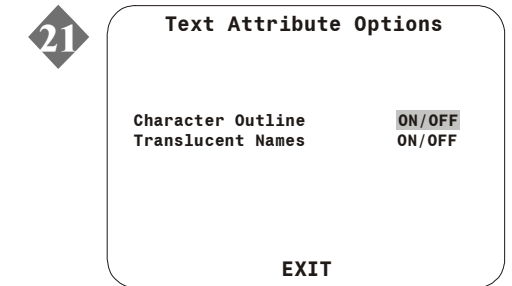 21
Text Attribute Options
Character Outline ON/OFF
Translucent Names ON/OFF
EXIT